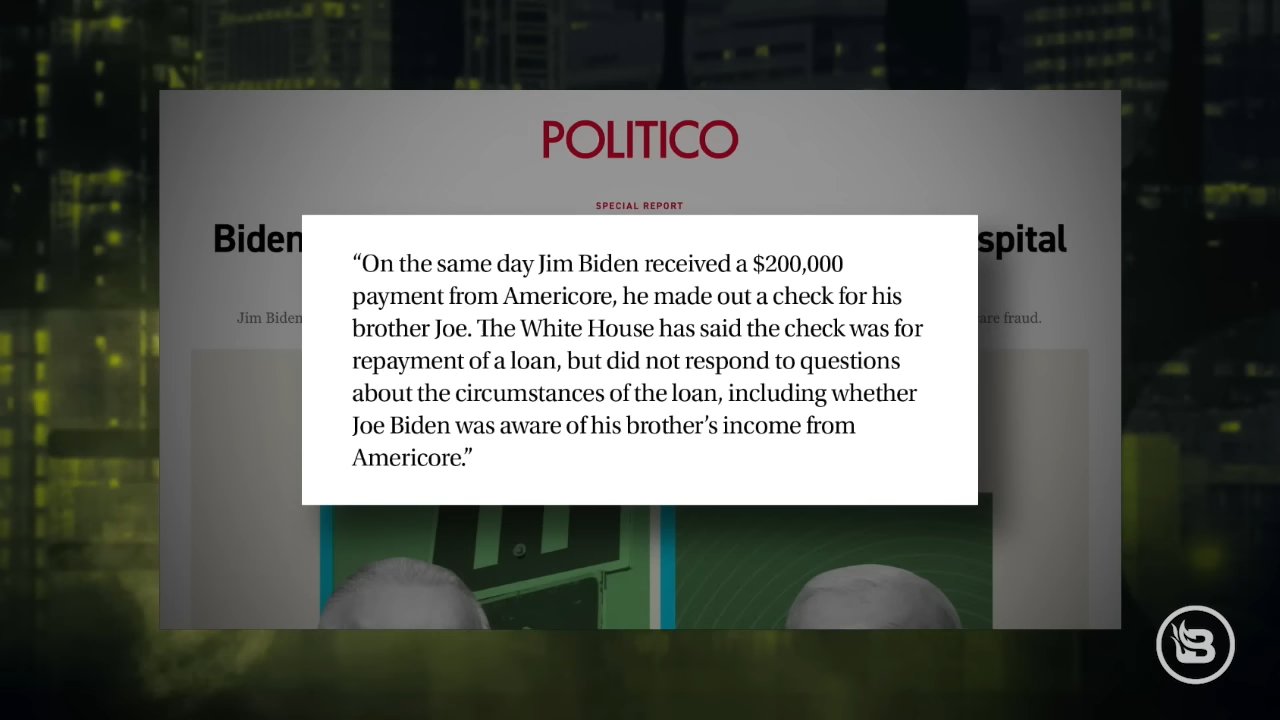 POLITICO
SPECIAL REPORT
Biden
spital
“On the same day Jim Biden received a $200,000
payment from Americore, he made out a check for his
brother Joe. The White House has said the check was for
repayment of a loan, but did not respond to questions
about the circumstances of the loan, including whether
Joe Biden was aware of his brother’s income from
Americore.”
Jim Biden
are fraud.
B